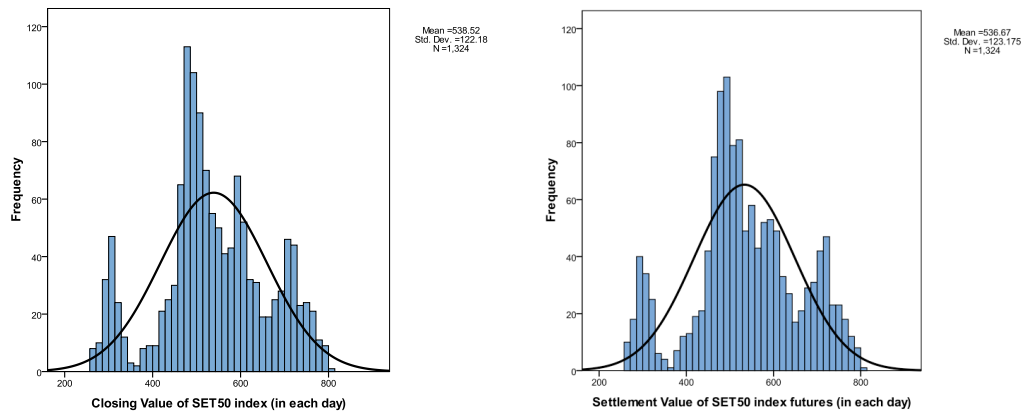 Mean =538.52
Std. Dev. =122.18
N =1,324
Frequency
120
100
80
60
40
20
0
200
400
600
800
Closing Value of SET50 index (in each day)
Mean =536.67
Std. Dev. =123.175
N =1,324
Frequency
120
100
80
60
40
20
0
200
400
600
800
Settlement Value of SET50 index futures (in each day)